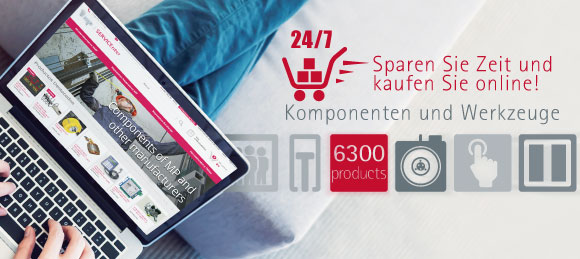 24/7
Sparen Sie Zeit und
kaufen Sie online!
Komponenten und Werkzeuge
6300
products
Components of MP and
other manufacturers